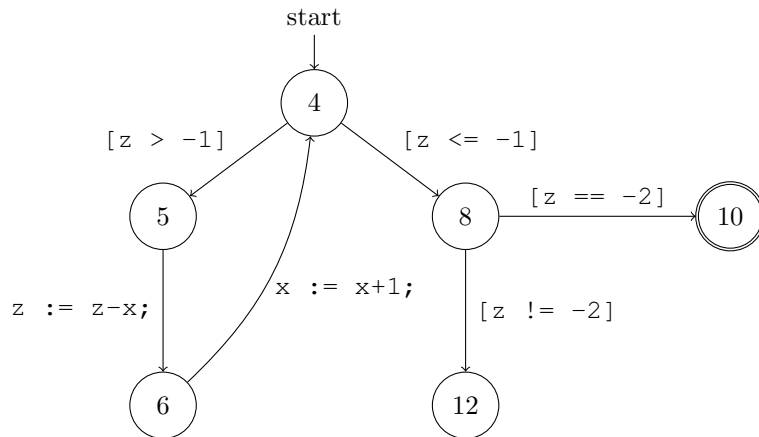 start
4
[z > -1]
[z <= -1]
5
8
[z == -2]
10
z := z-x;
x := x+1;
[z != -2]
6
12